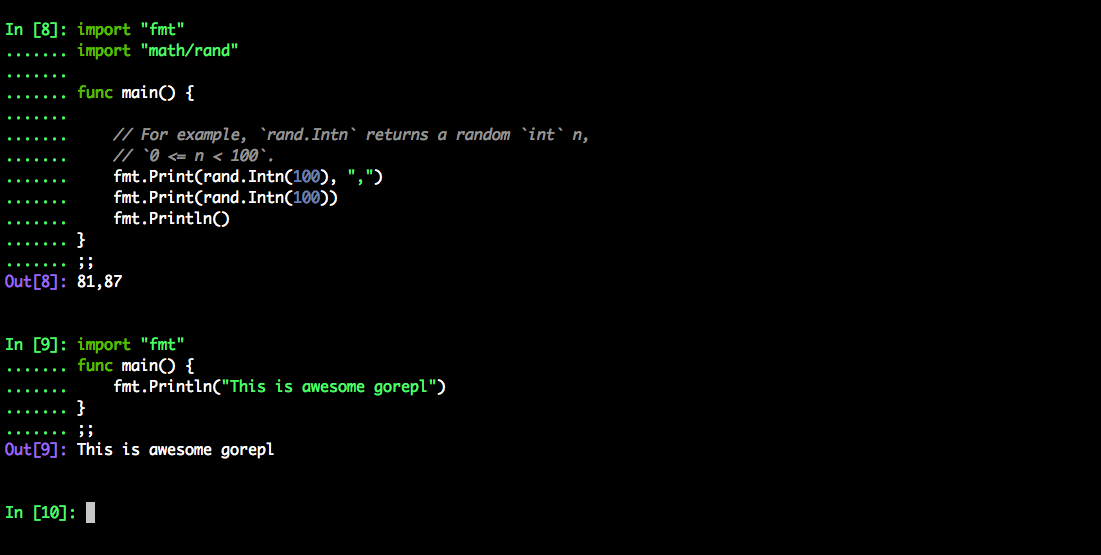 In [8]: import "fmt"
....... import "math/rand"
.......
....... func main() {
.......
.......     // For example, `rand.Intn` returns a random `int` n,
.......     // `0 <= n < 100`.
.......     fmt.Print(rand.Intn(100), ",")
.......     fmt.Print(rand.Intn(100))
.......     fmt.Println()
....... }
....... ;;
Out[8]: 81,87
In [9]: import "fmt"
....... func main() {
.......     fmt.Println("This is awesome gorepl")
....... }
....... ;;
Out[9]: This is awesome gorepl
In [10]: